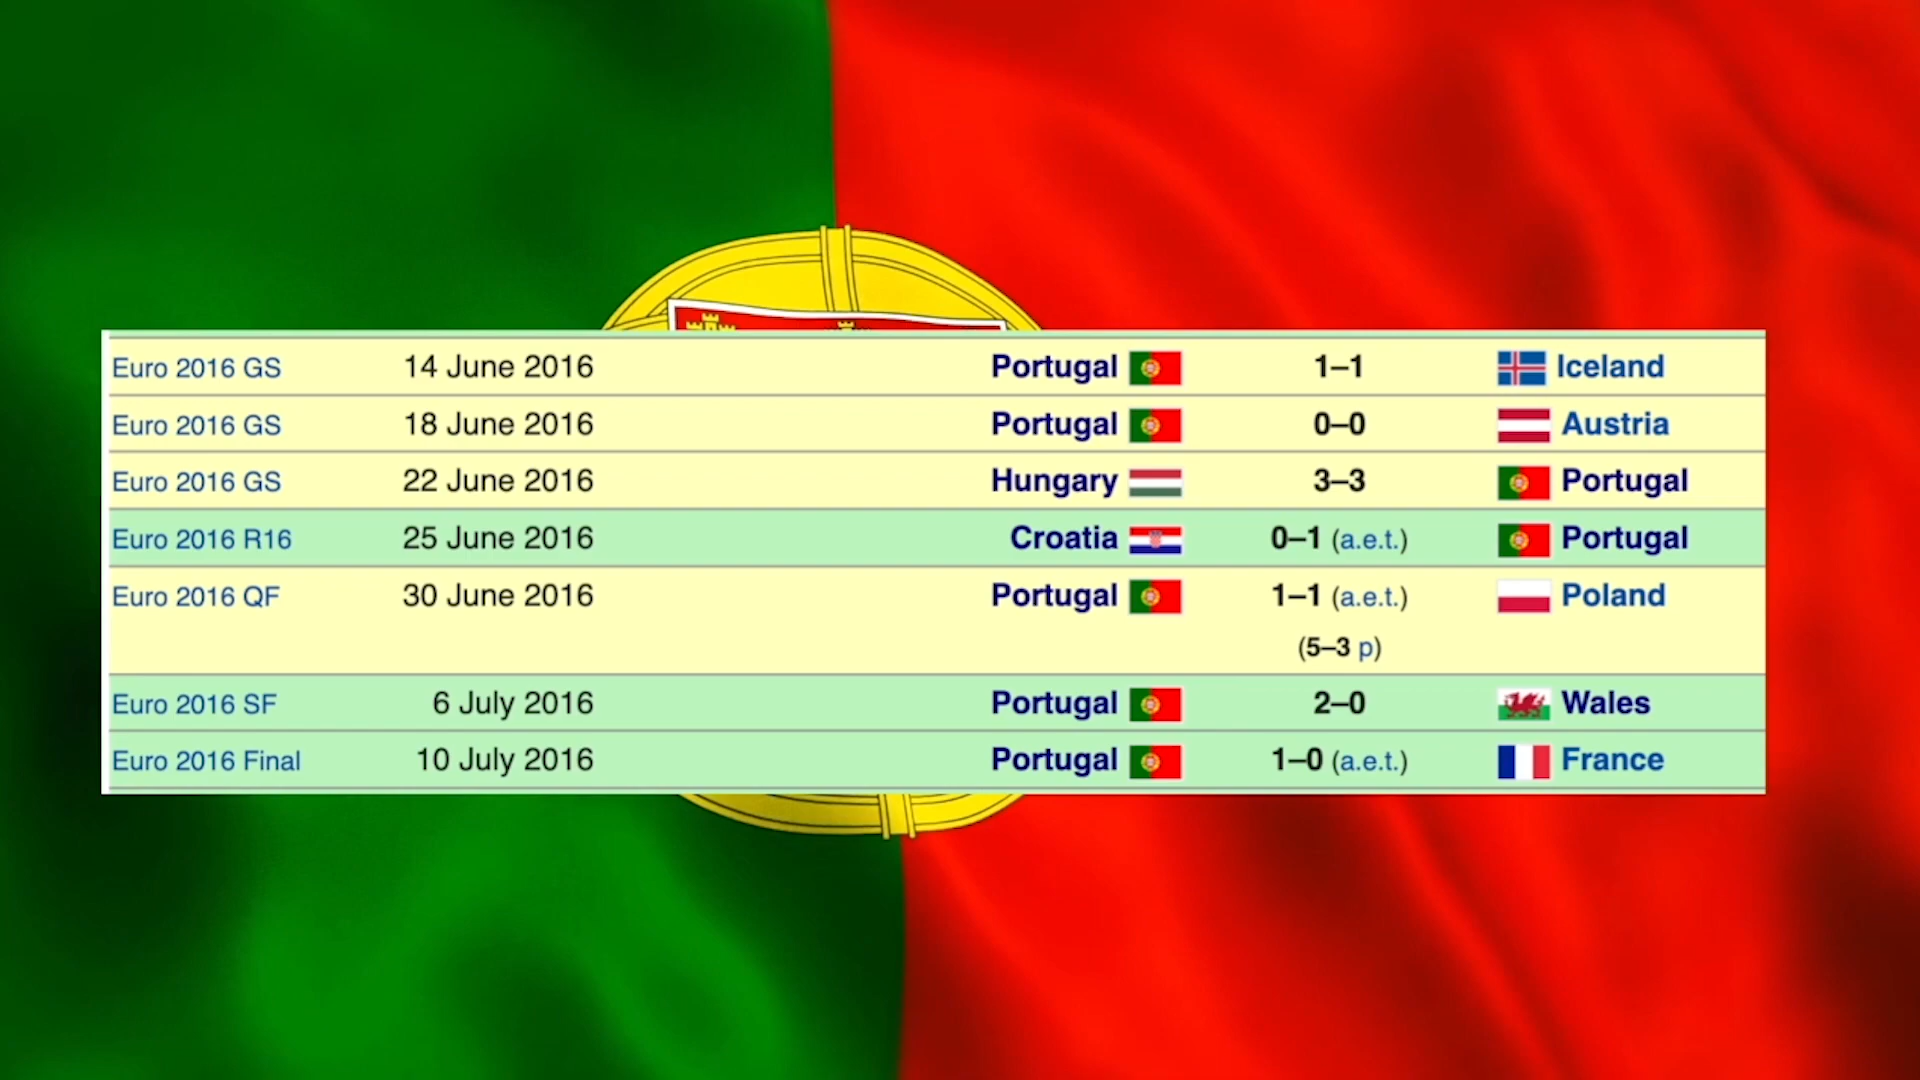 Euro 2016 GS 14 June 2016 Portugal 1–1 Iceland
Euro 2016 GS 18 June 2016 Portugal 0–0 Austria
Euro 2016 GS 22 June 2016 Hungary 3–3 Portugal
Euro 2016 R16 25 June 2016 Croatia 0–1 (a.e.t.) Portugal
Euro 2016 QF 30 June 2016 Portugal 1–1 (a.e.t.) Poland
(5–3 p)
Euro 2016 SF 6 July 2016 Portugal 2–0 Wales
Euro 2016 Final 10 July 2016 Portugal 1–0 (a.e.t.) France